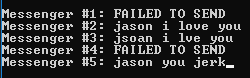 Messenger #1: FAILED TO SEND
Messenger #2: jason i love you
Messenger #3: jsoan i lve you
Messenger #4: FAILED TO SEND
Messenger #5: jason you jerk